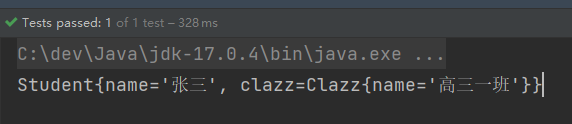 Tests passed: 1 of 1 test – 328 ms
C:\dev\Java\jdk-17.0.4\bin\java.exe ...
Student{name='张三', clazz=Clazz{name='高三一班'}}